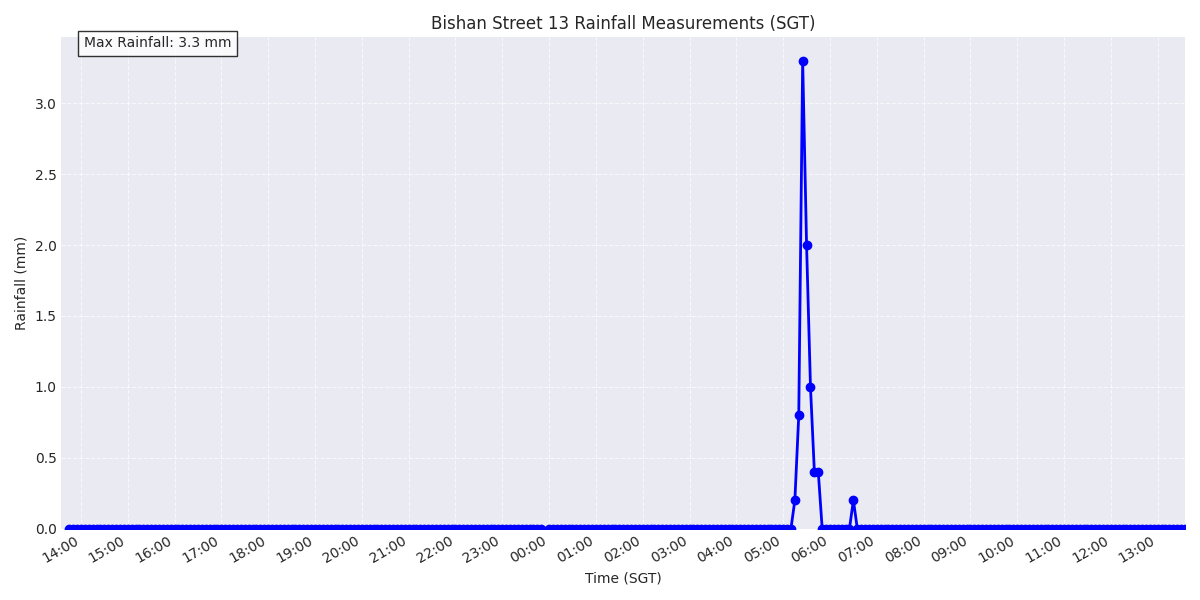 Bishan Street 13 Rainfall Measurements (SGT)
Max Rainfall: 3.3 mm
Rainfall (mm)
3.0
2.5
2.0
1.5
1.0
0.5
0.0
14:00 15:00 16:00 17:00 18:00 19:00 20:00 21:00 22:00 23:00 00:00 01:00 02:00 03:00 04:00 05:00 06:00 07:00 08:00 09:00 10:00 11:00 12:00 13:00
Time (SGT)